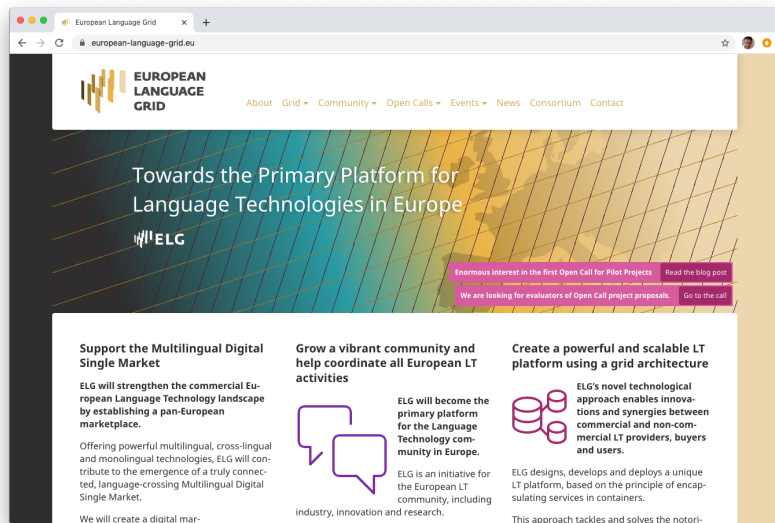 European Language Grid
european-language-grid.eu
EUROPEAN
LANGUAGE
GRID
About Grid Community Open Calls Events News Consortium Contact
Towards the Primary Platform for
Language Technologies in Europe
ELG
Enormous interest in the first Open Call for Pilot Projects Read the blog post
We are looking for evaluators of Open Call project proposals. Go to the call
Support the Multilingual Digital
Single Market
ELG will strengthen the commercial Eu-
ropean Language Technology landscape
by establishing a pan-European
marketplace.
Offering powerful multilingual, cross-lingual
and monolingual technologies, ELG will con-
tribute to the emergence of a truly connec-
ted, language-crossing Multilingual Digital
Single Market.
We will create a digital mar-
Grow a vibrant community and
help coordinate all European LT
activities
ELG will become the
primary platform
for the Language
Technology com-
munity in Europe.
ELG is an initiative for
the European LT
community, including
industry, innovation and research.
Create a powerful and scalable LT
platform using a grid architecture
ELG's novel technological
approach enables innova-
tions and synergies between
commercial and non-com-
mercial LT providers, buyers
and users.
ELG designs, develops and deploys a unique
LT platform, based on the principle of encap-
sulating services in containers.
This approach tackles and solves the notori-